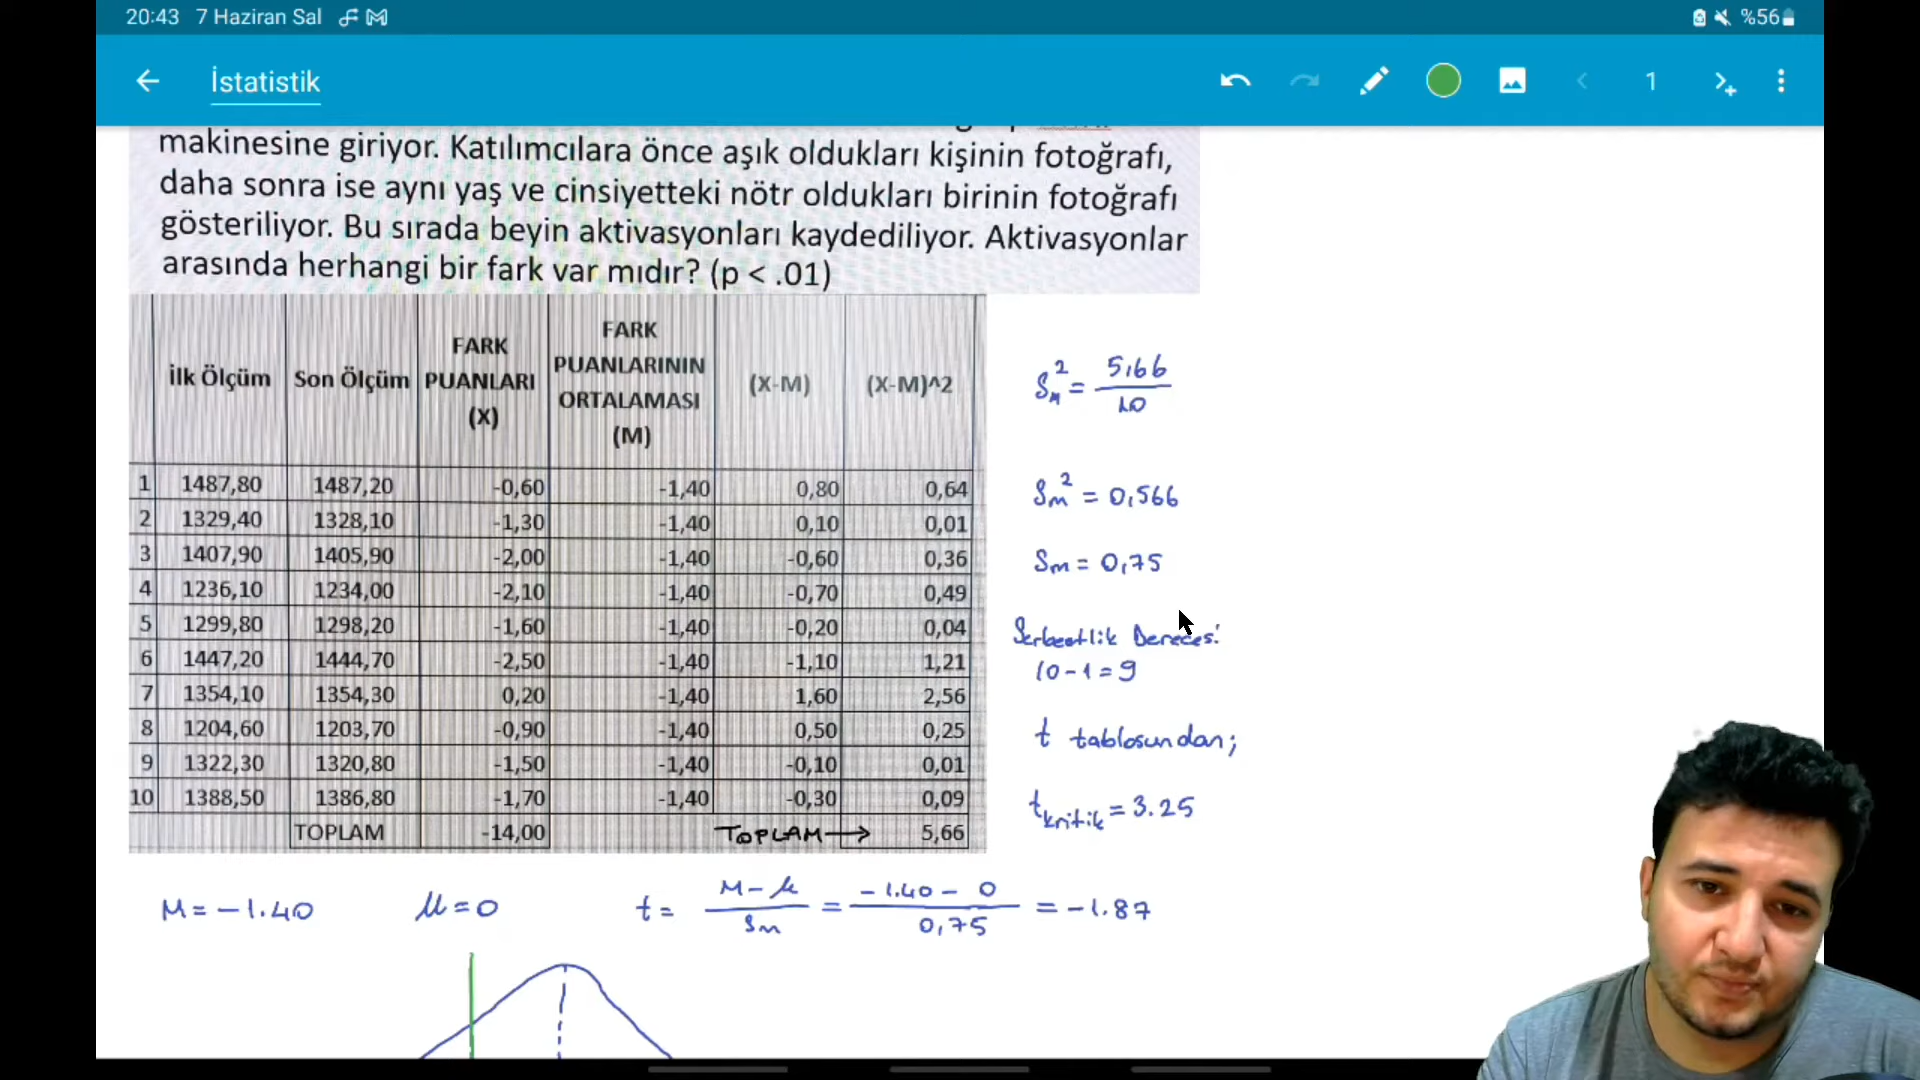 20:43 7 Haziran Sal %56
İstatistik 1
makinesine giriyor. Katılımcılara önce aşık oldukları kişinin fotoğrafı,
daha sonra ise aynı yaş ve cinsiyetteki nötr oldukları birinin fotoğrafı
gösteriliyor. Bu sırada beyin aktivasyonları kaydediliyor. Aktivasyonlar
arasında herhangi bir fark var mıdır? (p < .01)
İlk Ölçüm Son Ölçüm FARK PUANLARI (X) FARK PUANLARININ ORTALAMASI (M) (X-M) (X-M)^2
1 1487,80 1487,20 -0,60 -1,40 0,80 0,64
2 1329,40 1328,10 -1,30 -1,40 0,10 0,01
3 1407,90 1405,90 -2,00 -1,40 -0,60 0,36
4 1236,10 1234,00 -2,10 -1,40 -0,70 0,49
5 1299,80 1298,20 -1,60 -1,40 -0,20 0,04
6 1447,20 1444,70 -2,50 -1,40 -1,10 1,21
7 1354,10 1354,30 0,20 -1,40 1,60 2,56
8 1204,60 1203,70 -0,90 -1,40 0,50 0,25
9 1322,30 1320,80 -1,50 -1,40 -0,10 0,01
10 1388,50 1386,80 -1,70 -1,40 -0,30 0,09
TOPLAM -14,00 TOPLAM → 5,66
Sm² = 5,66 / 10
Sm² = 0,566
Sm = 0,75
Serbestlik Derecesi
10-1=9
t tablosundan;
tkritik = 3.25
M = -1.40 μ = 0 t = M - μ / Sm = -1.40 - 0 / 0,75 = -1.87